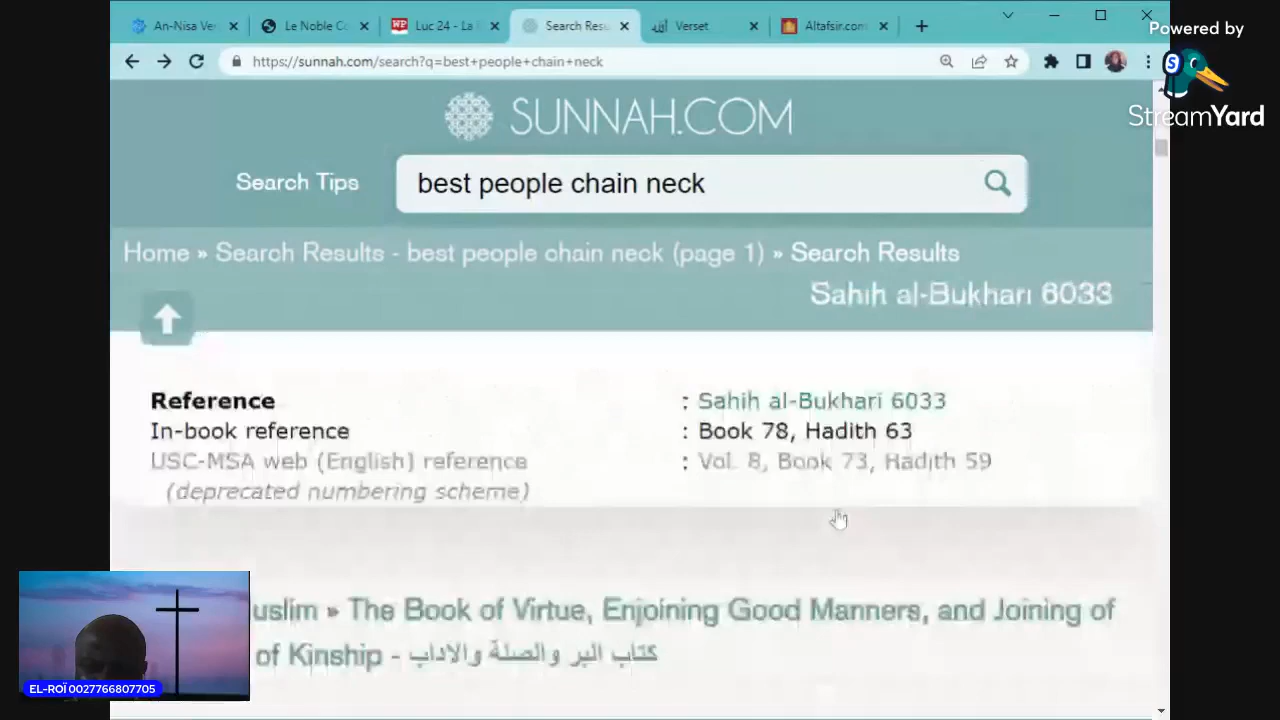 An-Nisa Ve
Le Noble Co
Luc 24 - La
Search Resu
الله Verset
Altafsir.com
Powered by
StreamYard
https://sunnah.com/search?q=best+people+chain+neck
SUNNAH.COM
Search Tips
best people chain neck
Home » Search Results - best people chain neck (page 1) » Search Results
Sahih al-Bukhari 6033
Reference : Sahih al-Bukhari 6033
In-book reference : Book 78, Hadith 63
USC-MSA web (English) reference : Vol. 8, Book 73, Hadith 59
(deprecated numbering scheme)
uslim » The Book of Virtue, Enjoining Good Manners, and Joining of
of Kinship - كتاب البر والصلة والآداب
EL-ROÏ 0027766807705